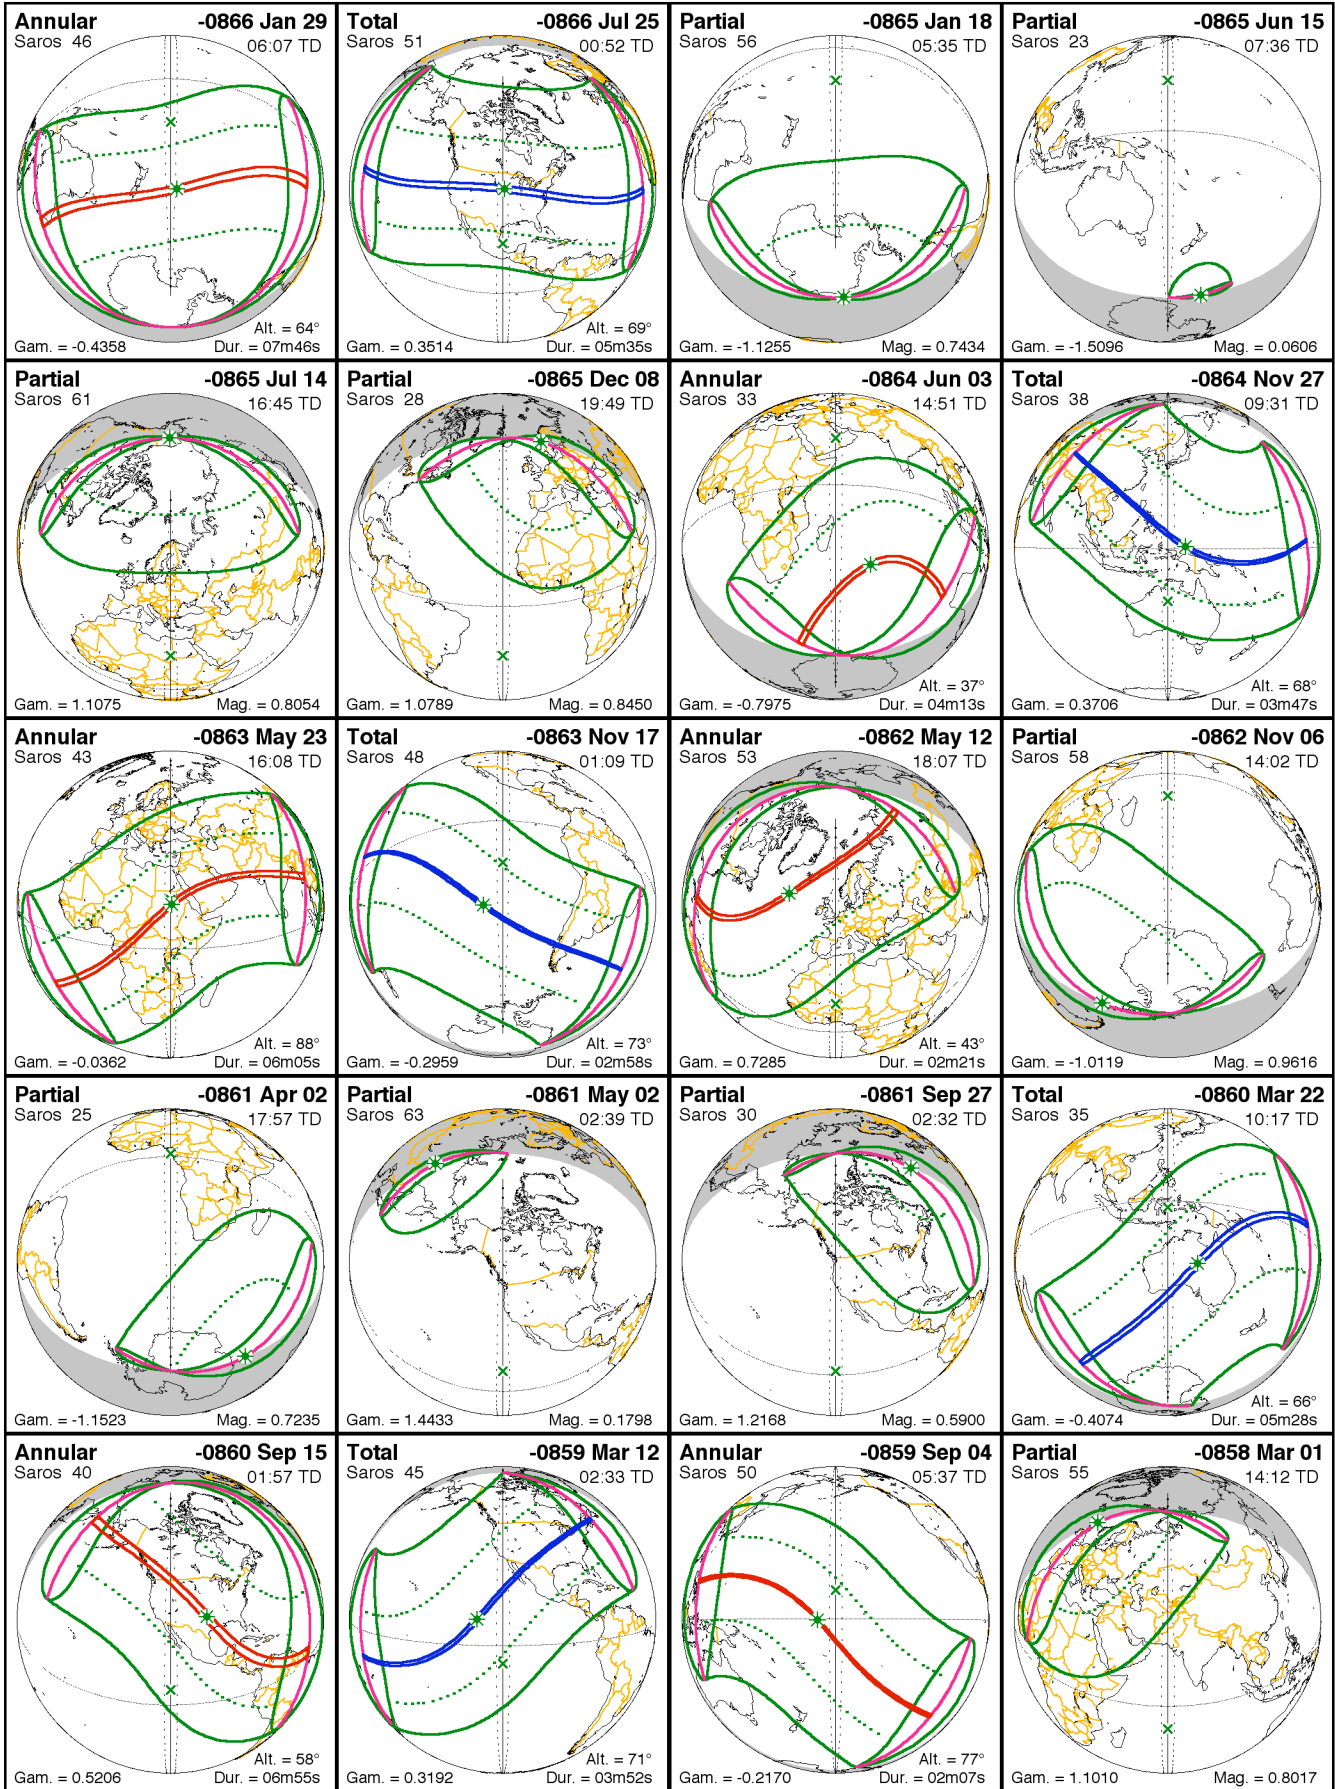 Annular -0866 Jan 29
Saros 46 06:07 TD
Alt. = 64°
Gam. = -0.4358 Dur. = 07m46s
Total -0866 Jul 25
Saros 51 00:52 TD
Alt. = 69°
Gam. = 0.3514 Dur. = 05m35s
Partial -0865 Jan 18
Saros 56 05:35 TD
Gam. = -1.1255 Mag. = 0.7434
Partial -0865 Jun 15
Saros 23 07:36 TD
Gam. = -1.5096 Mag. = 0.0606
Partial -0865 Jul 14
Saros 61 16:45 TD
Gam. = 1.1075 Mag. = 0.8054
Partial -0865 Dec 08
Saros 28 19:49 TD
Gam. = 1.0789 Mag. = 0.8450
Annular -0864 Jun 03
Saros 33 14:51 TD
Alt. = 37°
Gam. = -0.7975 Dur. = 04m13s
Total -0864 Nov 27
Saros 38 09:31 TD
Alt. = 68°
Gam. = 0.3706 Dur. = 03m47s
Annular -0863 May 23
Saros 43 16:08 TD
Alt. = 88°
Gam. = -0.0362 Dur. = 06m05s
Total -0863 Nov 17
Saros 48 01:09 TD
Alt. = 73°
Gam. = -0.2959 Dur. = 02m58s
Annular -0862 May 12
Saros 53 18:07 TD
Alt. = 43°
Gam. = 0.7285 Dur. = 02m21s
Partial -0862 Nov 06
Saros 58 14:02 TD
Gam. = -1.0119 Mag. = 0.9616
Partial -0861 Apr 02
Saros 25 17:57 TD
Gam. = -1.1523 Mag. = 0.7235
Partial -0861 May 02
Saros 63 02:39 TD
Gam. = 1.4433 Mag. = 0.1798
Partial -0861 Sep 27
Saros 30 02:32 TD
Gam. = 1.2168 Mag. = 0.5900
Total -0860 Mar 22
Saros 35 10:17 TD
Alt. = 66°
Gam. = -0.4074 Dur. = 05m28s
Annular -0860 Sep 15
Saros 40 01:57 TD
Alt. = 58°
Gam. = 0.5206 Dur. = 06m55s
Total -0859 Mar 12
Saros 45 02:33 TD
Alt. = 71°
Gam. = 0.3192 Dur. = 03m52s
Annular -0859 Sep 04
Saros 50 05:37 TD
Alt. = 77°
Gam. = -0.2170 Dur. = 02m07s
Partial -0858 Mar 01
Saros 55 14:12 TD
Gam. = 1.1010 Mag. = 0.8017